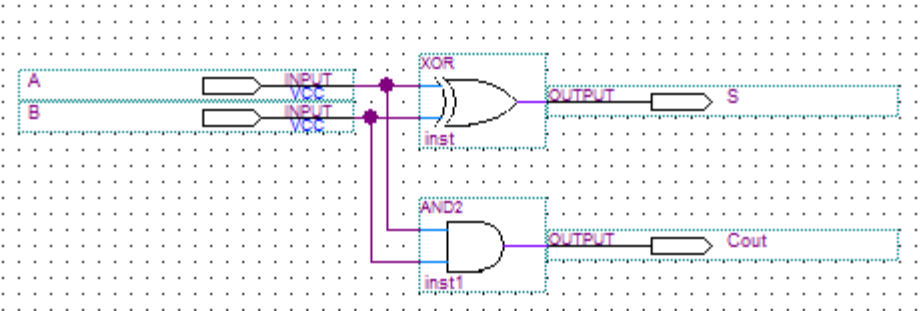 XOR
A INPUT
VCC
B INPUT
VCC
OUTPUT S
inst
AND2
OUTPUT Cout
inst1